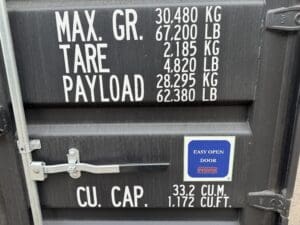 MAX. GR. 30.480 KG
67.200 LB
TARE 2.185 KG
4.820 LB
PAYLOAD 28.295 KG
62.380 LB
EASY OPEN
DOOR
CU. CAP. 33.2 CU.M.
1.172 CU.FT.